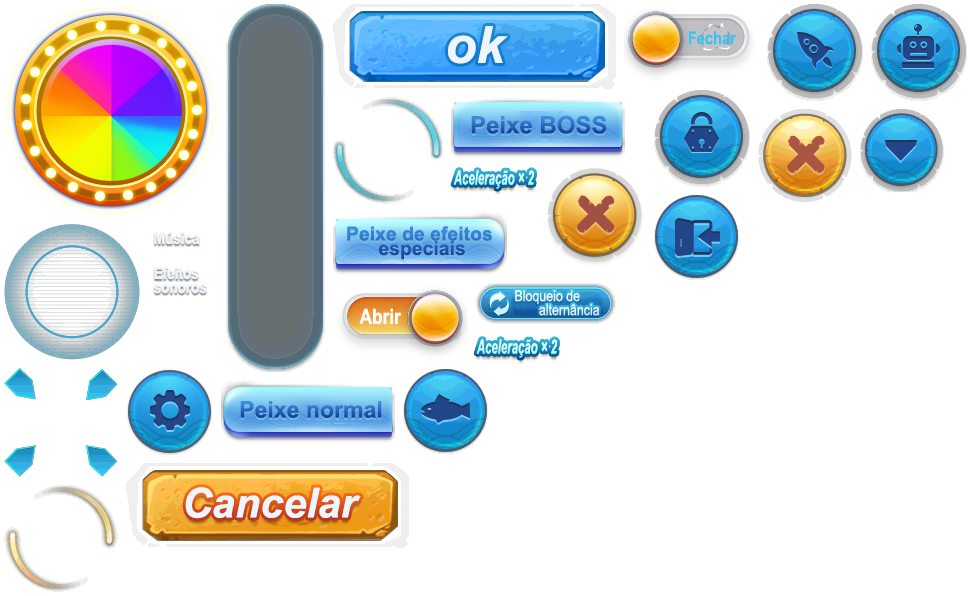 ok
Fechar
Peixe BOSS
Aceleração × 2
Música
Peixe de efeitos
especiais
Efeitos
sonoros
Abrir
Bloqueio de
alternância
Aceleração × 2
Peixe normal
Cancelar